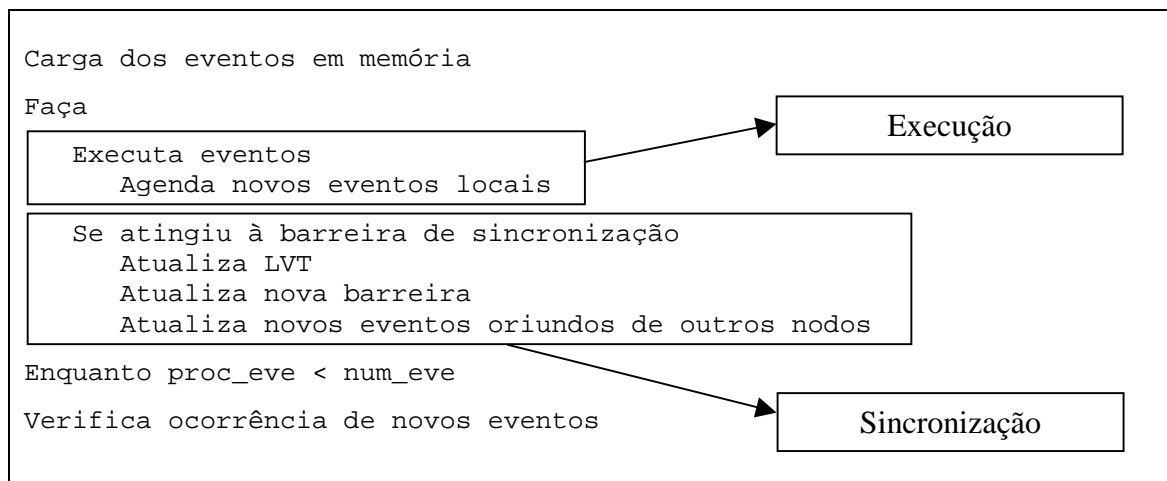 Carga dos eventos em memória
Faça
Execução
Executa eventos
Agenda novos eventos locais
Se atingiu à barreira de sincronização
Atualiza LVT
Atualiza nova barreira
Atualiza novos eventos oriundos de outros nodos
Enquanto proc_eve < num_eve
Verifica ocorrência de novos eventos
Sincronização